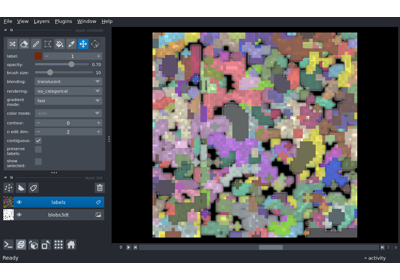 File View Layers Plugins Window Help
label: 1
opacity: 0.70
brush size: 10
blending: translucent
rendering: iso_categorical
gradient mode: fast
color mode:
contour: 0
n edit dim: 2
contiguous:
preserve labels:
show selected:
labels
blobs3dt
0
Ready
activity